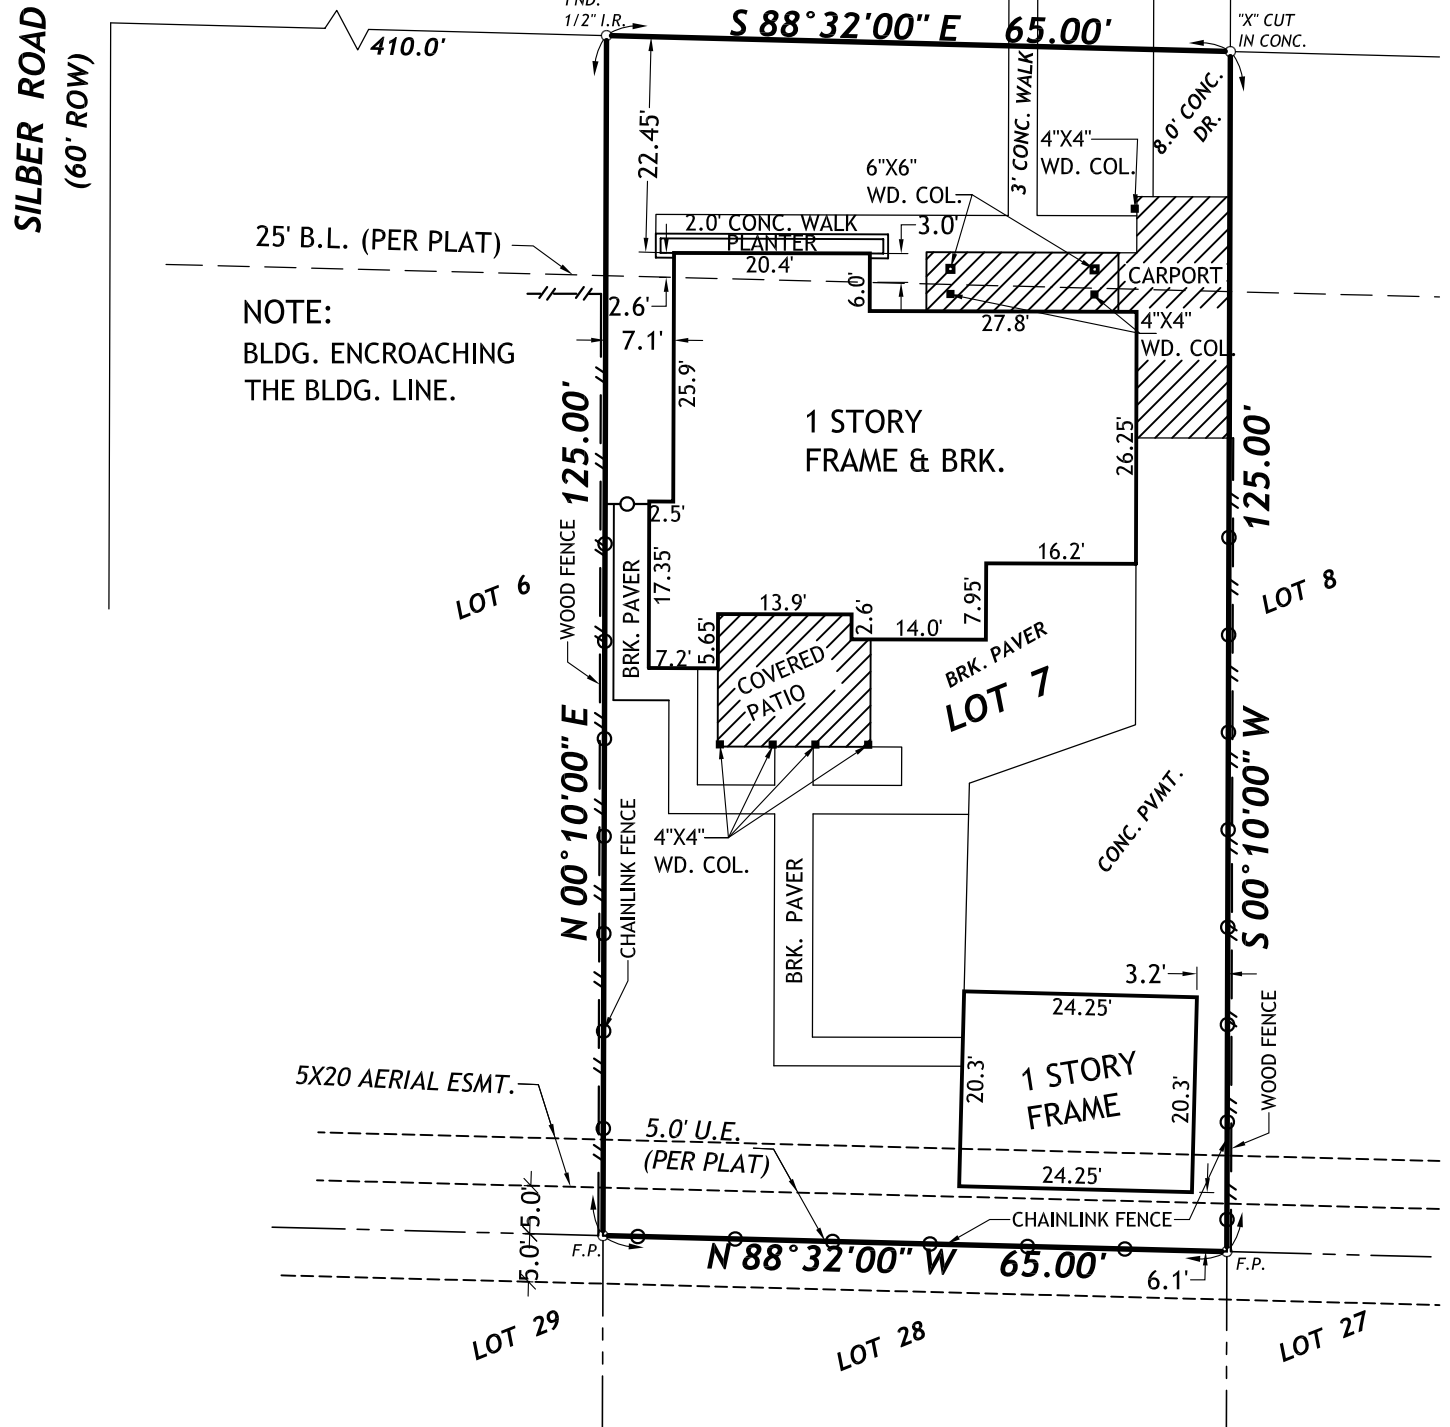 SILBER ROAD
(60' ROW)
410.0'
FND.
1/2" I.R.
S 88°32'00" E 65.00'
"X" CUT
IN CONC.
22.45'
3' CONC. WALK
8.0' CONC.
DR.
4"X4"
WD. COL.
6"X6"
WD. COL.
2.0' CONC. WALK
PLANTER
20.4'
3.0'
6.0'
CARPORT
25' B.L. (PER PLAT)
NOTE:
BLDG. ENCROACHING
THE BLDG. LINE.
2.6'
7.1'
27.8'
4"X4"
WD. COL.
25.9'
1 STORY
FRAME & BRK.
26.25'
125.00'
125.00'
2.5'
17.35'
WOOD FENCE
BRK. PAVER
LOT 6
LOT 8
16.2'
7.95'
13.9'
2.6'
14.0'
5.65'
7.2'
COVERED
PATIO
BRK. PAVER
LOT 7
N 00°10'00" E
S 00°10'00" W
CHAINLINK FENCE
4"X4"
WD. COL.
CONC. PVMT.
BRK. PAVER
3.2'
24.25'
20.3'
1 STORY
FRAME
20.3'
24.25'
WOOD FENCE
5X20 AERIAL ESMT.
5.0' U.E.
(PER PLAT)
5.0'
5.0'
CHAINLINK FENCE
F.P.
N 88°32'00" W 65.00'
6.1'
F.P.
LOT 29
LOT 28
LOT 27